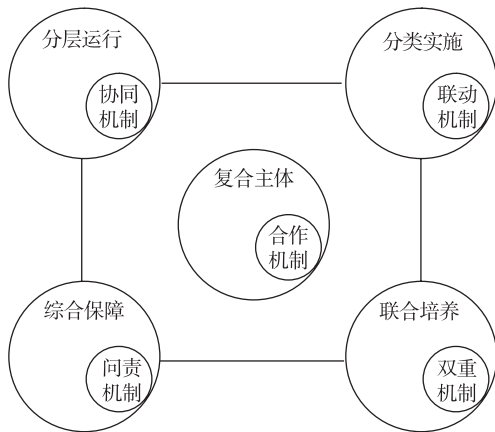 分层运行
协同
机制
分类实施
联动
机制
复合主体
合作
机制
综合保障
问责
机制
联合培养
双重
机制